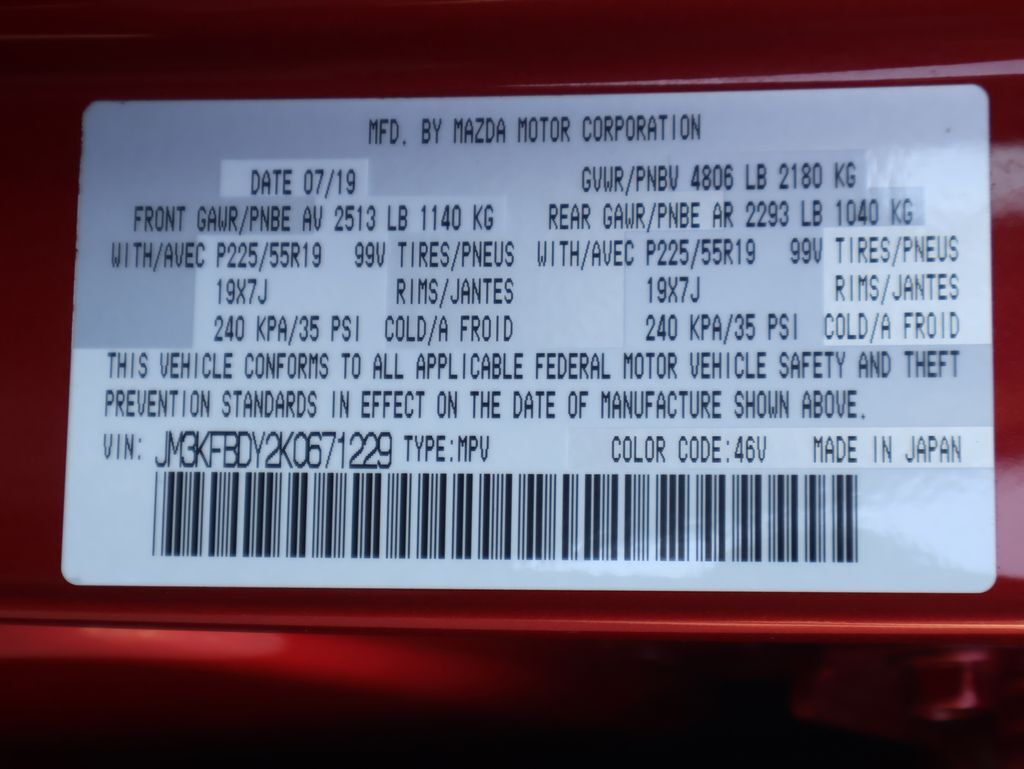 MFD. BY MAZDA MOTOR CORPORATION
DATE 07/19 GVWR/PNBV 4806 LB 2180 KG
FRONT GAWR/PNBE AV 2513 LB 1140 KG REAR GAWR/PNBE AR 2293 LB 1040 KG
WITH/AVEC P225/55R19 99V TIRES/PNEUS WITH/AVEC P225/55R19 99V TIRES/PNEUS
19X7J RIMS/JANTES 19X7J RIMS/JANTES
240 KPA/35 PSI COLD/A FROID 240 KPA/35 PSI COLD/A FROID
THIS VEHICLE CONFORMS TO ALL APPLICABLE FEDERAL MOTOR VEHICLE SAFETY AND THEFT
PREVENTION STANDARDS IN EFFECT ON THE DATE OF MANUFACTURE SHOWN ABOVE.
VIN: JM3KFBDY2K0671229 TYPE:MPV COLOR CODE:46V MADE IN JAPAN